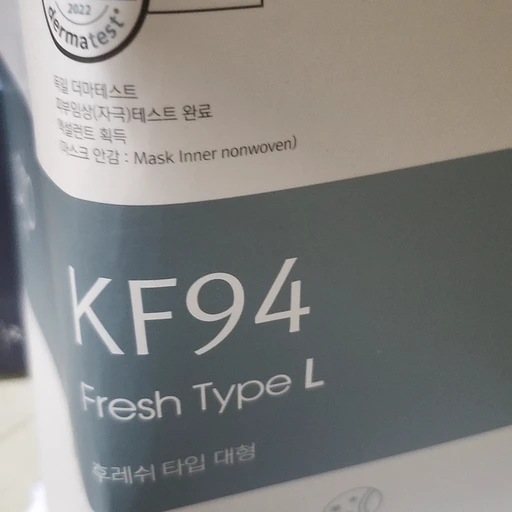 2022
dermatest®
독일 더마테스트
피부임상(자극)테스트 완료
엑설런트 획득
(마스크 안감 : Mask Inner nonwoven)
KF94
Fresh Type L
후레쉬 타입 대형